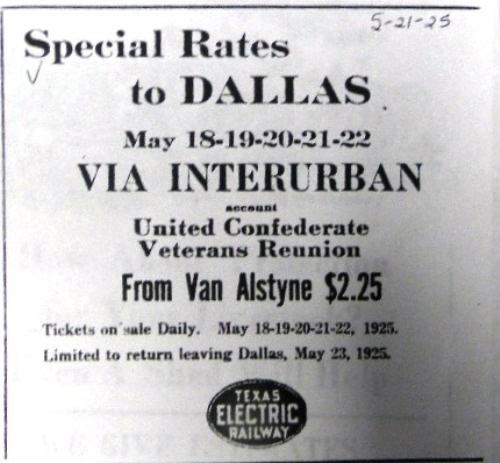 5-21-25
Special Rates
to DALLAS
May 18-19-20-21-22
VIA INTERURBAN
account
United Confederate
Veterans Reunion
From Van Alstyne $2.25
Tickets on sale Daily. May 18-19-20-21-22, 1925.
Limited to return leaving Dallas, May 23, 1925.
TEXAS
ELECTRIC
RAILWAY